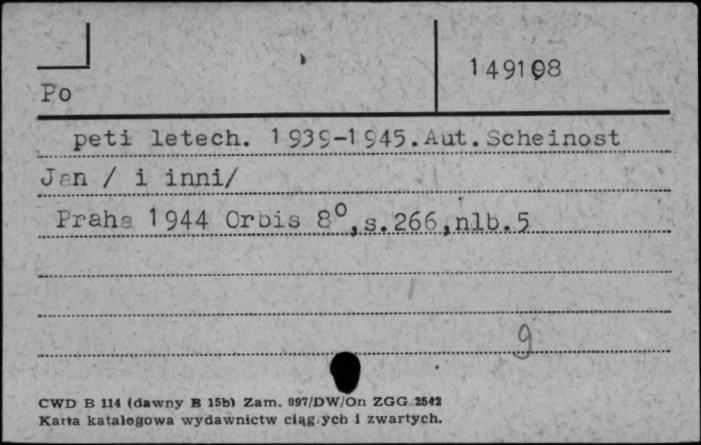 149108
Po
peti letech. 1939-1945.Aut.Scheinost
Jan / i inni/
Praha 1944 Orbis 8°,s.266,nlb.5
9
CWD B 114 (dawny B 15b) Zam. 897/DW/On ZGG 2542
Karta katalogowa wydawnictw ciągłych i zwartych.